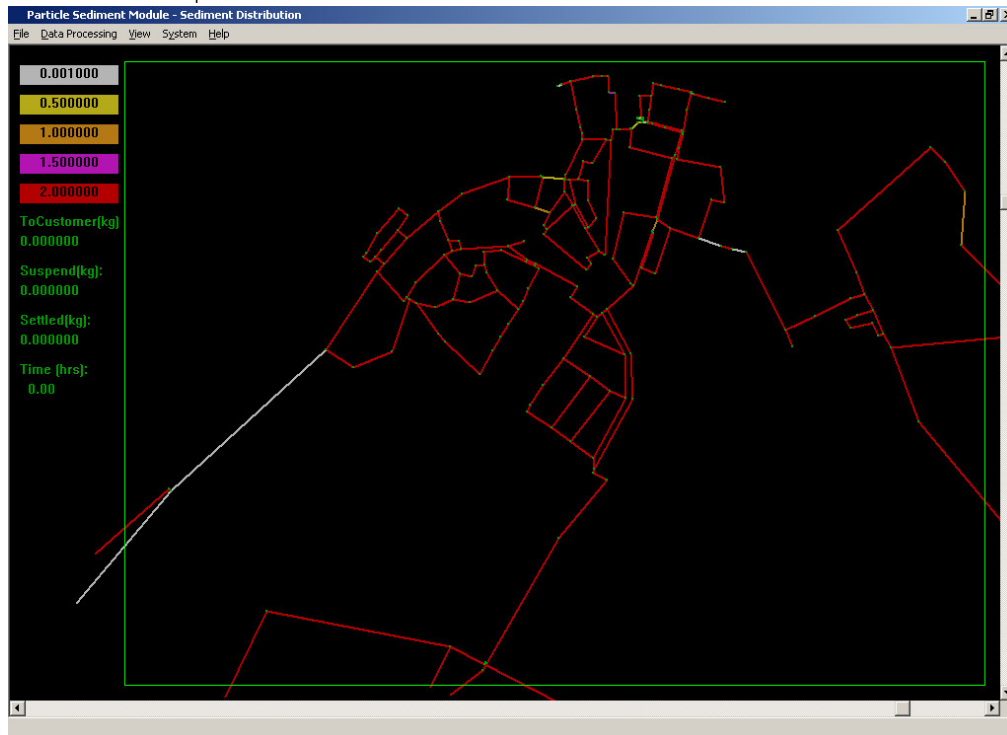 Particle Sediment Module - Sediment Distribution
File Data Processing View System Help
0.001000
0.500000
1.000000
1.500000
2.000000
ToCustomer(kg)
0.000000
Suspend(kg):
0.000000
Settled(kg):
0.000000
Time (hrs):
0.00